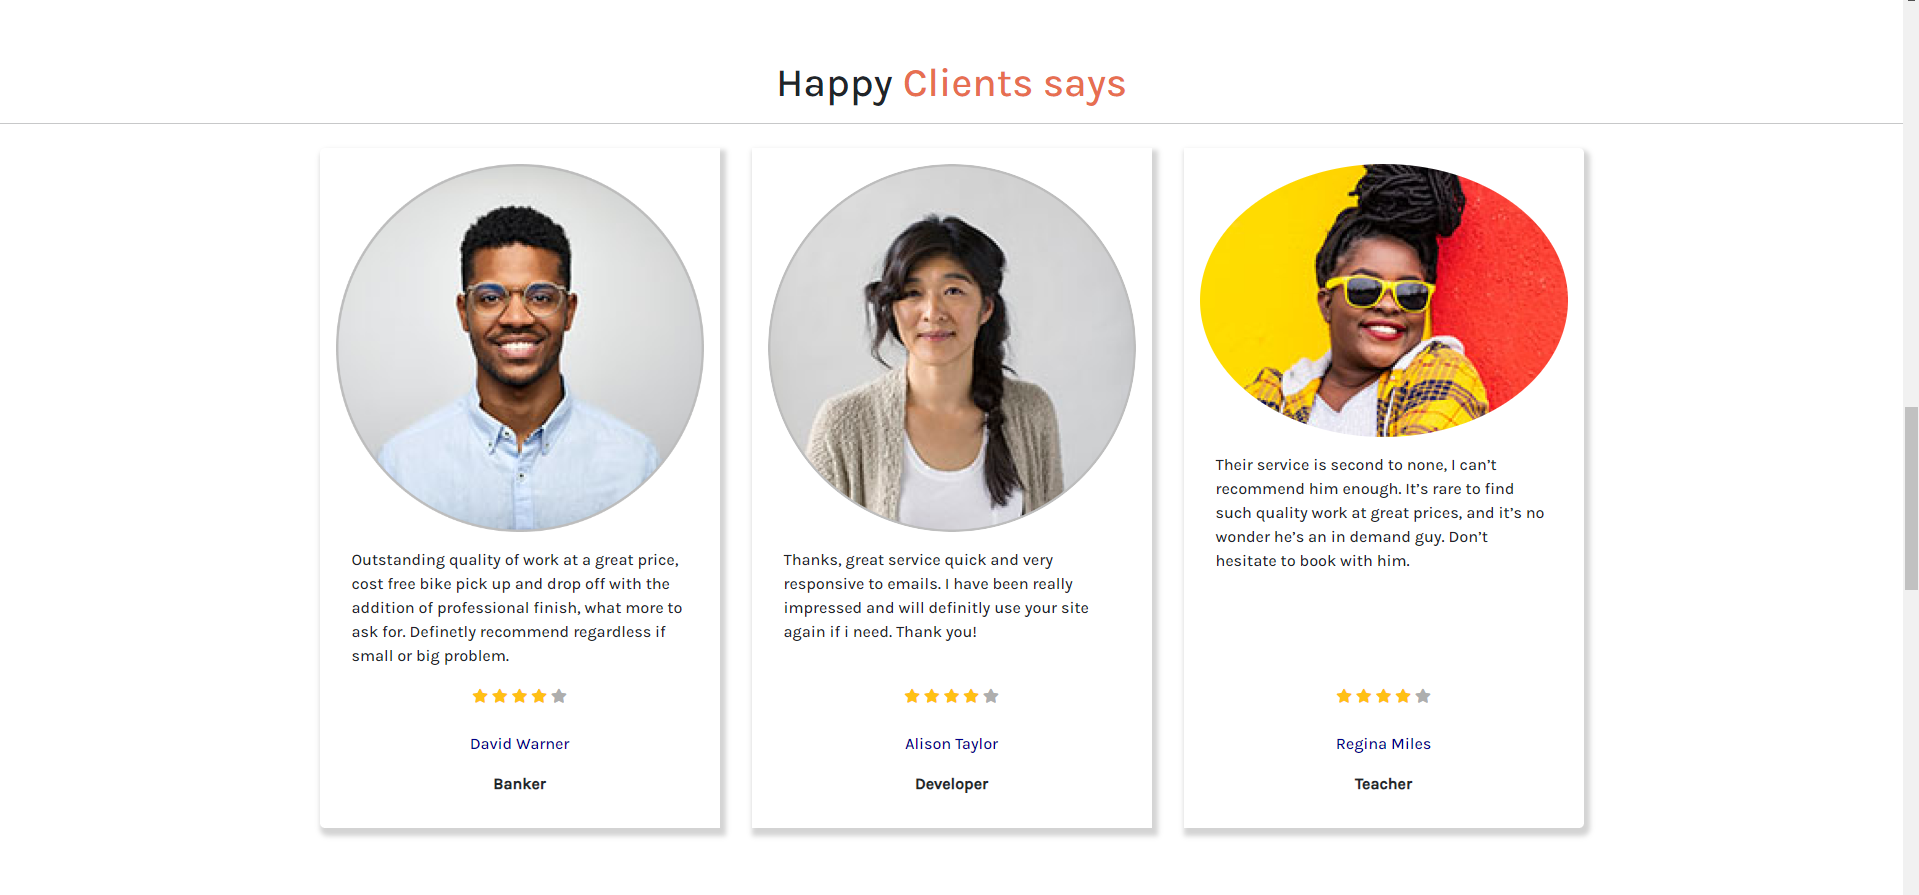 Happy Clients says
Outstanding quality of work at a great price,
cost free bike pick up and drop off with the
addition of professional finish, what more to
ask for. Definetly recommend regardless if
small or big problem.
David Warner
Banker
Thanks, great service quick and very
responsive to emails. I have been really
impressed and will definitly use your site
again if i need. Thank you!
Alison Taylor
Developer
Their service is second to none, I can’t
recommend him enough. It’s rare to find
such quality work at great prices, and it’s no
wonder he’s an in demand guy. Don’t
hesitate to book with him.
Regina Miles
Teacher